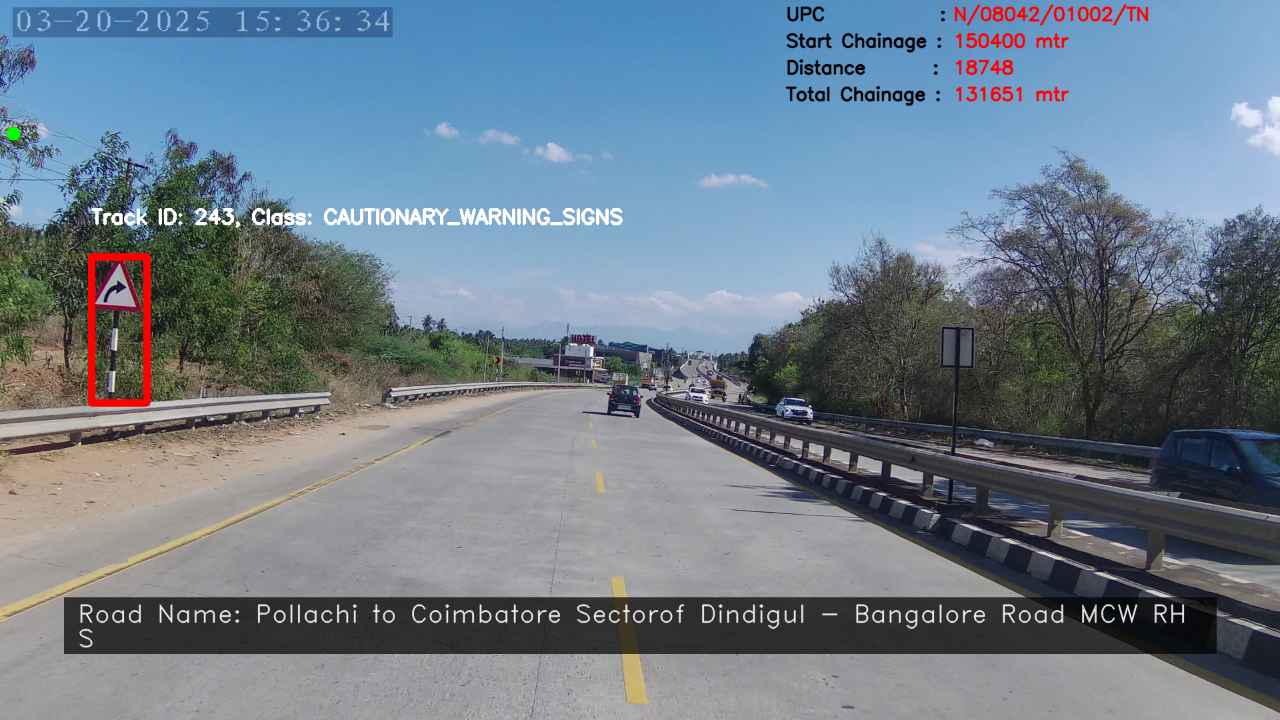 03-20-2025 15:36:34
UPC : N/08042/01002/TN
Start Chainage : 150400 mtr
Distance : 18748
Total Chainage : 131651 mtr
Track ID: 243, Class: CAUTIONARY_WARNING_SIGNS
HOTEL
Road Name: Pollachi to Coimbatore Sectorof Dindigul - Bangalore Road MCW RH
S